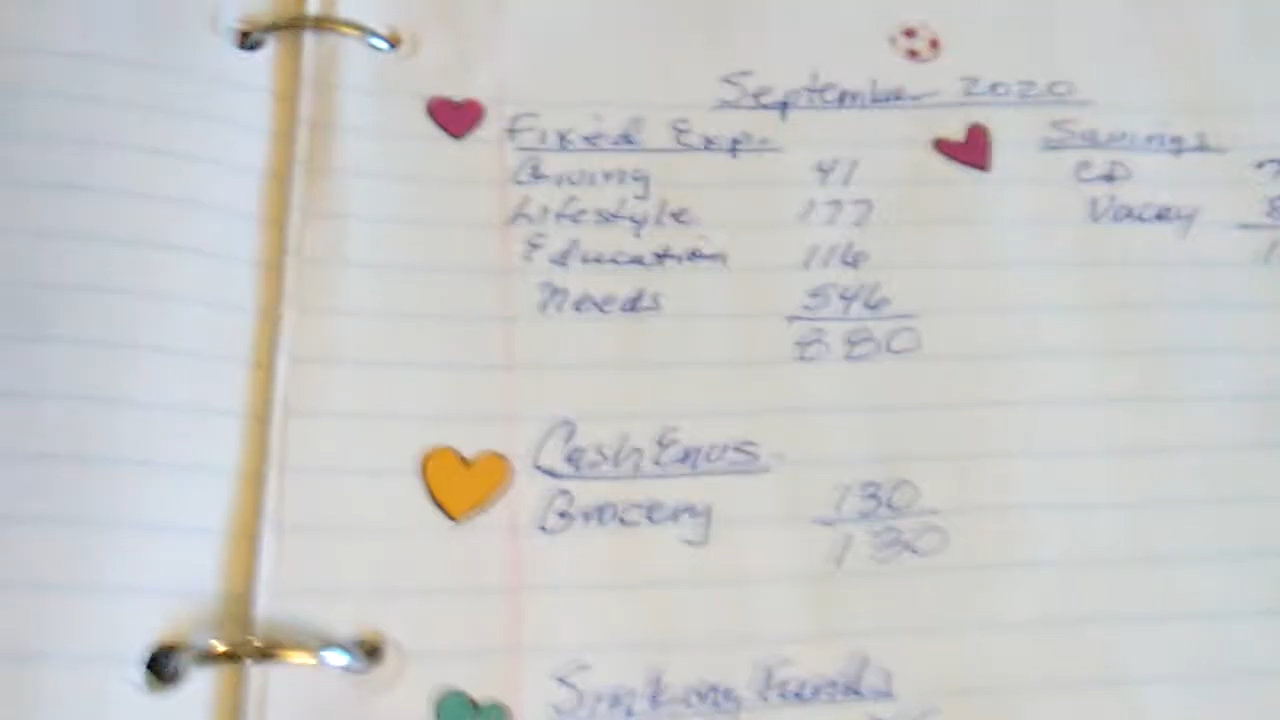 September 2020
Fixed Exp.
Giving 41
Lifestyle 177
Education 116
Needs 546
880
Savings
CD
Vacay
Cash Envs.
Grocery 130
130
Sinking Funds